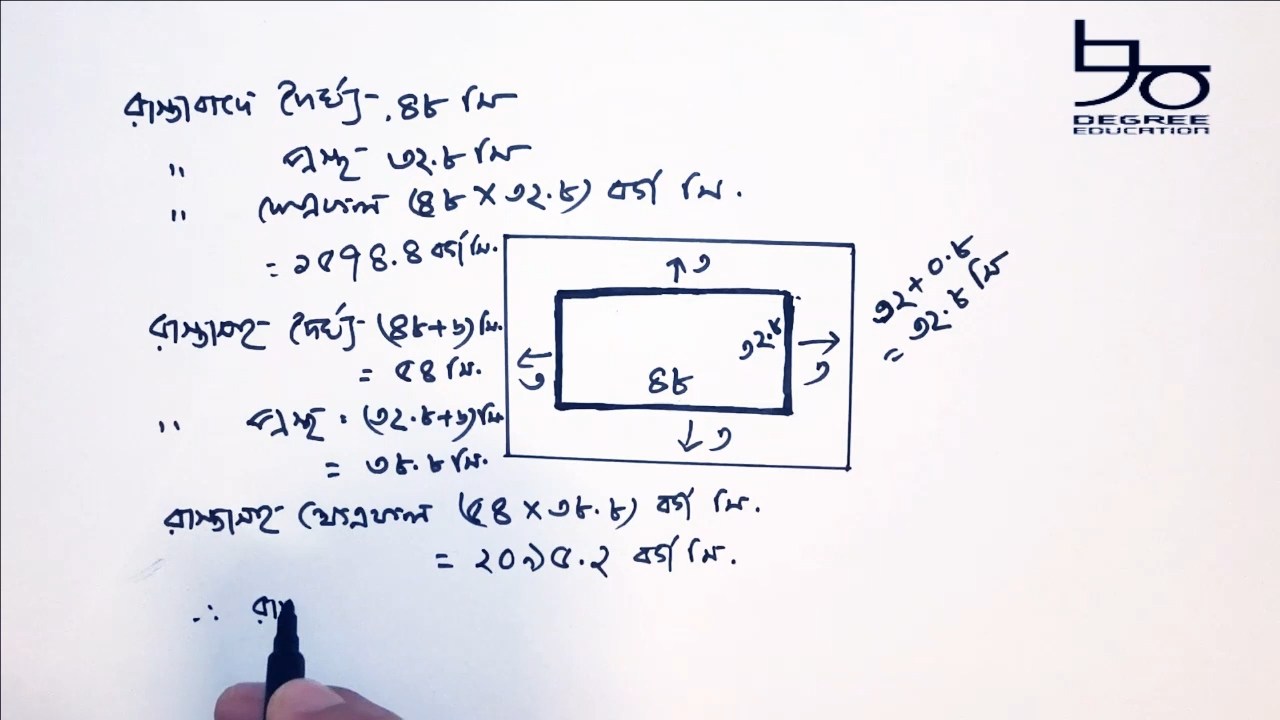 DEGREE
EDUCATION
রাস্তাবাদে দৈর্ঘ্য- ৪৮ মি
" প্রস্থ- ৩২.৮ মি
" ক্ষেত্রফল (৪৮ × ৩২.৮) বর্গ মি.
= ১৫৭৪.৪ বর্গ মি.
রাস্তাসহ দৈর্ঘ্য- (৪৮+৬) মি.
= ৫৪ মি.
" প্রস্থ = (৩২.৮+৬) মি
= ৩৮.৮ মি.
রাস্তাসহ ক্ষেত্রফল (৫৪ × ৩৮.৮) বর্গ মি.
= ২০৯৫.২ বর্গ মি.
∴ রাস
৩
৩
৩২.৮
৩
৪৮
৩
৩২+০.৮
= ৩২.৮ মি